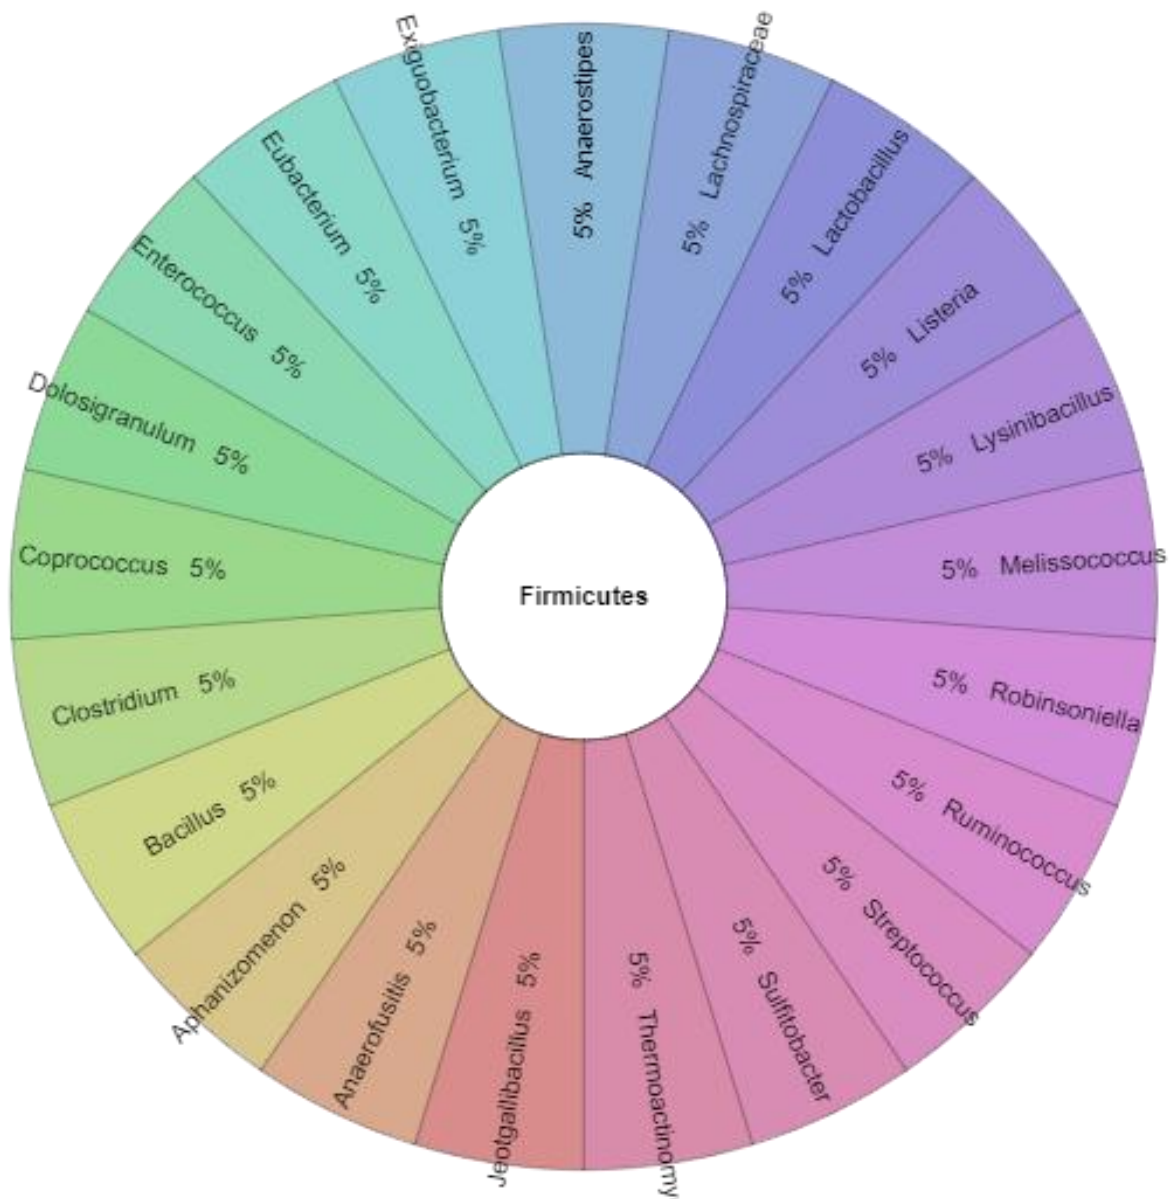 Anaerostipes 5%
Lachnospiraceae 5%
Lactobacillus 5%
Listeria 5%
Lysinibacillus 5%
Melissococcus 5%
Robinsoniella 5%
Ruminococcus 5%
Streptococcus 5%
Sulfitobacter 5%
Thermoactinomy 5%
Jeotgallibacillus 5%
Anaerofusitis 5%
Aphanizomenon 5%
Bacillus 5%
Clostridium 5%
Coprococcus 5%
Dolosigranulum 5%
Enterococcus 5%
Eubacterium 5%
Exiguobacterium 5%
Firmicutes